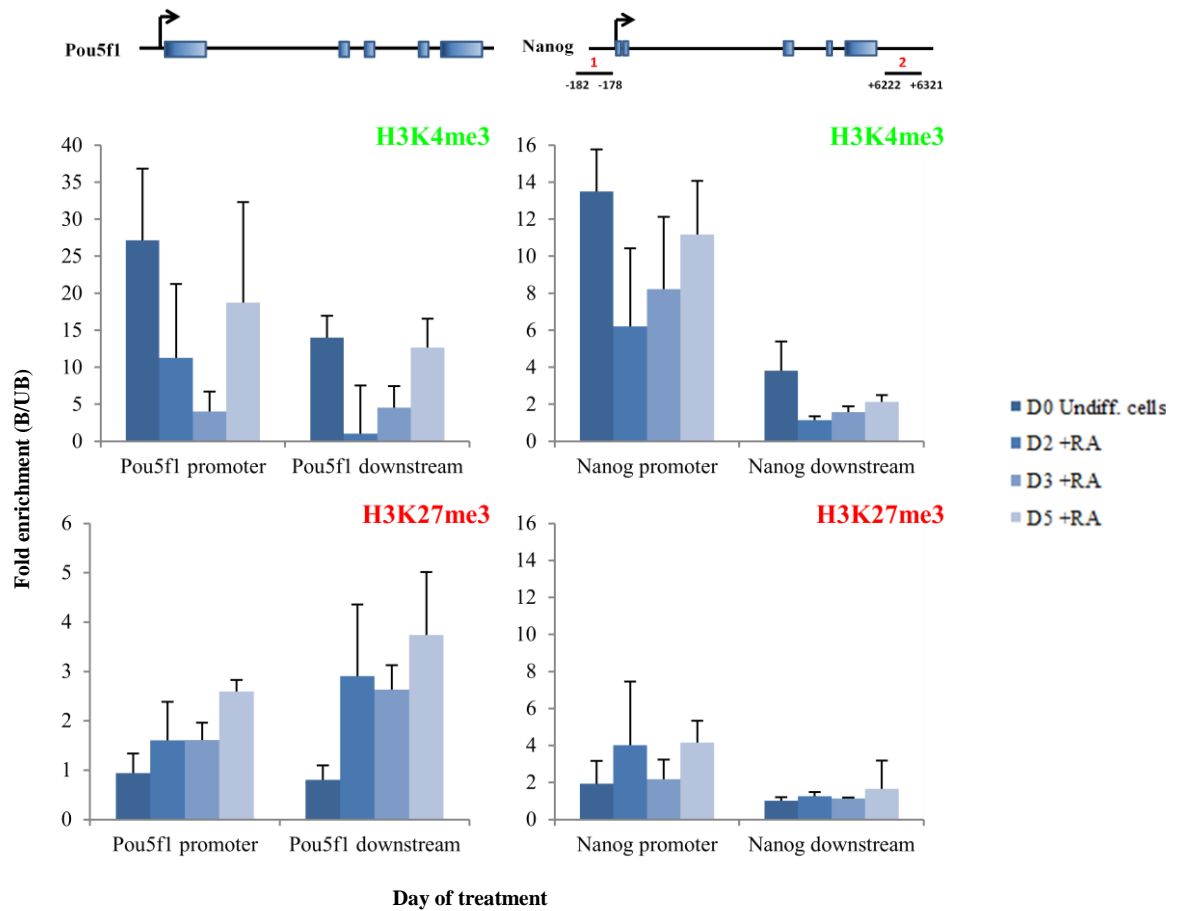 Pou5f1
Nanog
1
2
-182 -178
+6222 +6321
H3K4me3
H3K4me3
40
35
30
25
20
15
10
5
0
Pou5f1 promoter
Pou5f1 downstream
16
14
12
10
8
6
4
2
0
Nanog promoter
Nanog downstream
Fold enrichment (B/UB)
D0 Undiff. cells
D2 +RA
D3 +RA
D5 +RA
H3K27me3
H3K27me3
6
5
4
3
2
1
0
Pou5f1 promoter
Pou5f1 downstream
16
14
12
10
8
6
4
2
0
Nanog promoter
Nanog downstream
Day of treatment